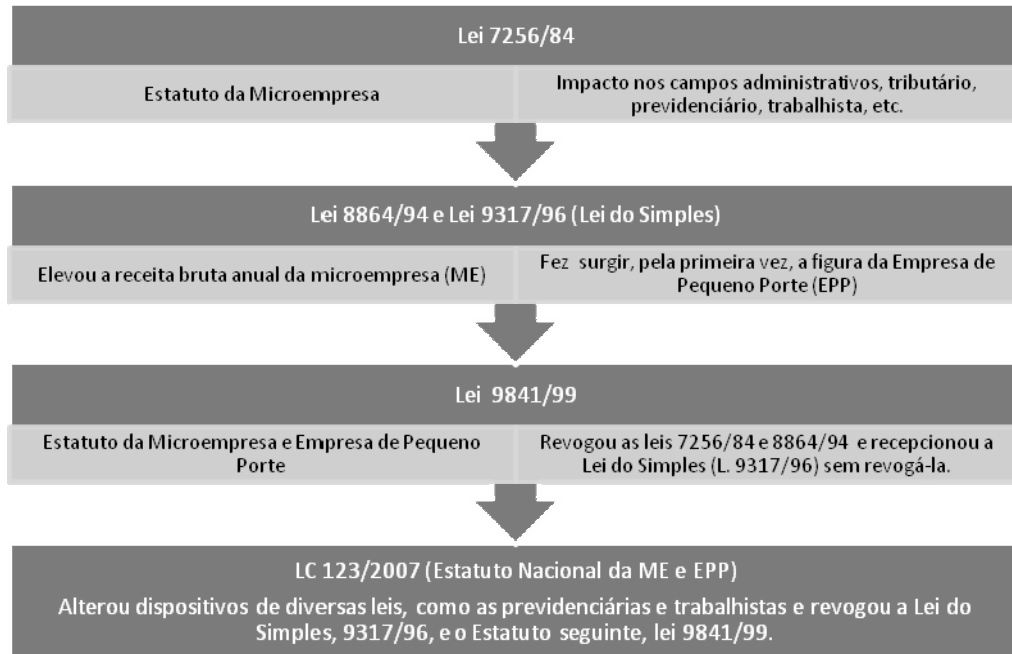 Lei 7256/84
Estatuto da Microempresa
Impacto nos campos administrativos, tributário,
previdenciário, trabalhista, etc.
Lei 8864/94 e Lei 9317/96 (Lei do Simples)
Elevou a receita bruta anual da microempresa (ME)
Fez surgir, pela primeira vez, a figura da Empresa de
Pequeno Porte (EPP)
Lei 9841/99
Estatuto da Microempresa e Empresa de Pequeno
Porte
Revogou as leis 7256/84 e 8864/94 e recepcionou a
Lei do Simples (L. 9317/96) sem revogá-la.
LC 123/2007 (Estatuto Nacional da ME e EPP)
Alterou dispositivos de diversas leis, como as previdenciárias e trabalhistas e revogou a Lei do
Simples, 9317/96, e o Estatuto seguinte, lei 9841/99.